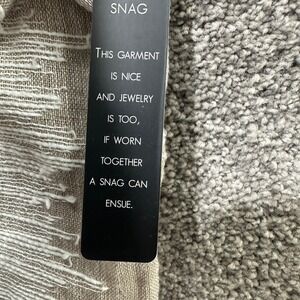 SNAG
THIS GARMENT
IS NICE
AND JEWELRY
IS TOO,
IF WORN
TOGETHER
A SNAG CAN
ENSUE.